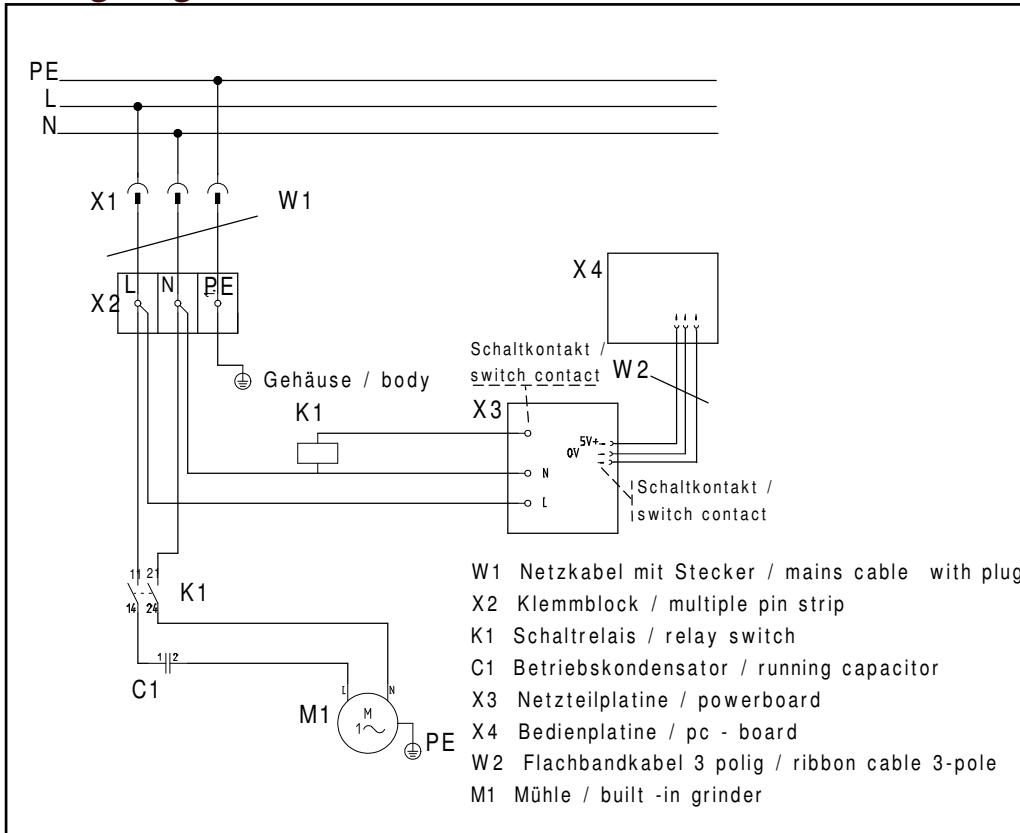 PE
L
N
X1
W1
X2
L
N
PE
Gehäuse / body
K1
X4
Schaltkontakt /
switch contact
W2
X3
5V+
0V
N
L
Schaltkontakt /
switch contact
11 21
14 24
K1
1 2
C1
M1
L
N
M
1~
PE
W1 Netzkabel mit Stecker / mains cable with plug
X2 Klemmblock / multiple pin strip
K1 Schaltrelais / relay switch
C1 Betriebskondensator / running capacitor
X3 Netzteilplatine / powerboard
X4 Bedienplatine / pc - board
W2 Flachbandkabel 3 polig / ribbon cable 3-pole
M1 Mühle / built -in grinder